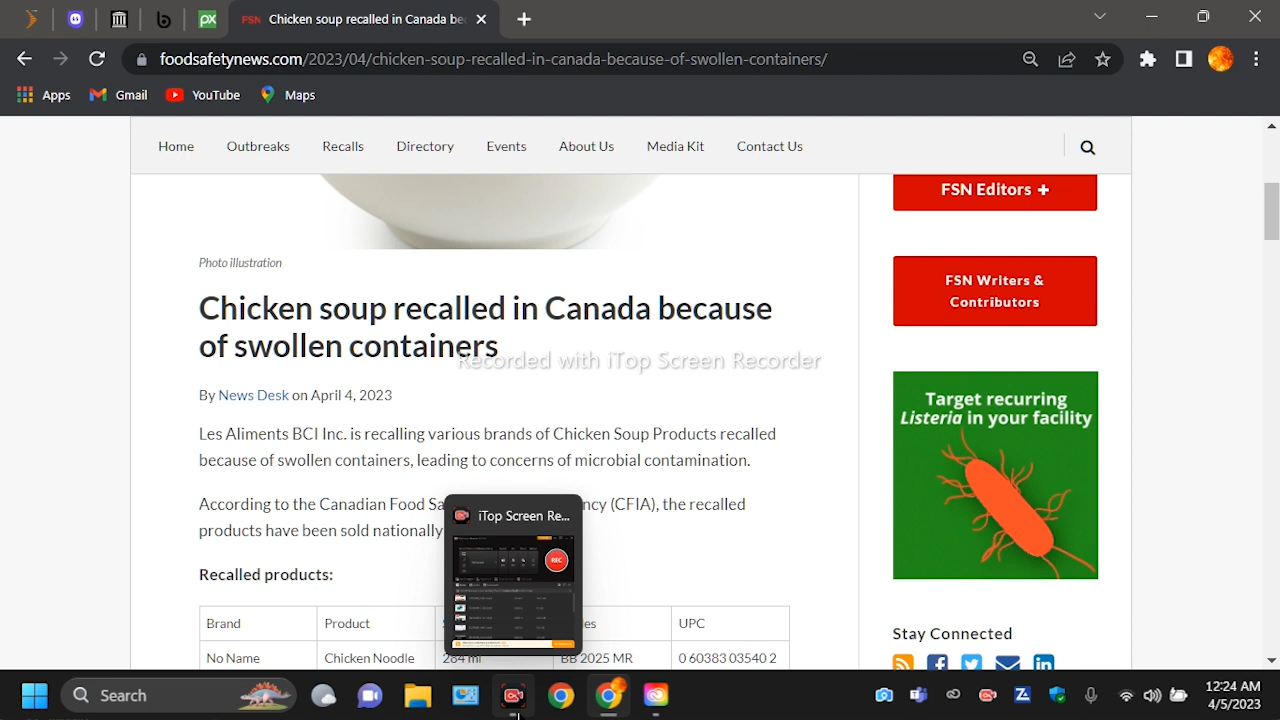 FSN Chicken soup recalled in Canada bec
foodsafetynews.com/2023/04/chicken-soup-recalled-in-canada-because-of-swollen-containers/
Apps Gmail YouTube Maps
Home Outbreaks Recalls Directory Events About Us Media Kit Contact Us
FSN Editors +
Photo illustration
FSN Writers &
Contributors
Chicken soup recalled in Canada because
of swollen containers
Recorded with iTop Screen Recorder
By News Desk on April 4, 2023
Les Aliments BCI Inc. is recalling various brands of Chicken Soup Products recalled
because of swollen containers, leading to concerns of microbial contamination.
Target recurring
Listeria in your facility
According to the Canadian Food Sa ncy (CFIA), the recalled
products have been sold nationally
iTop Screen Re...
REC
Recalled products:
Brand Product es UPC
No Name Chicken Noodle 284 ml BB 2025 MR 0 60383 03540 2
Stay Connected
Search
12:24 AM
4/5/2023